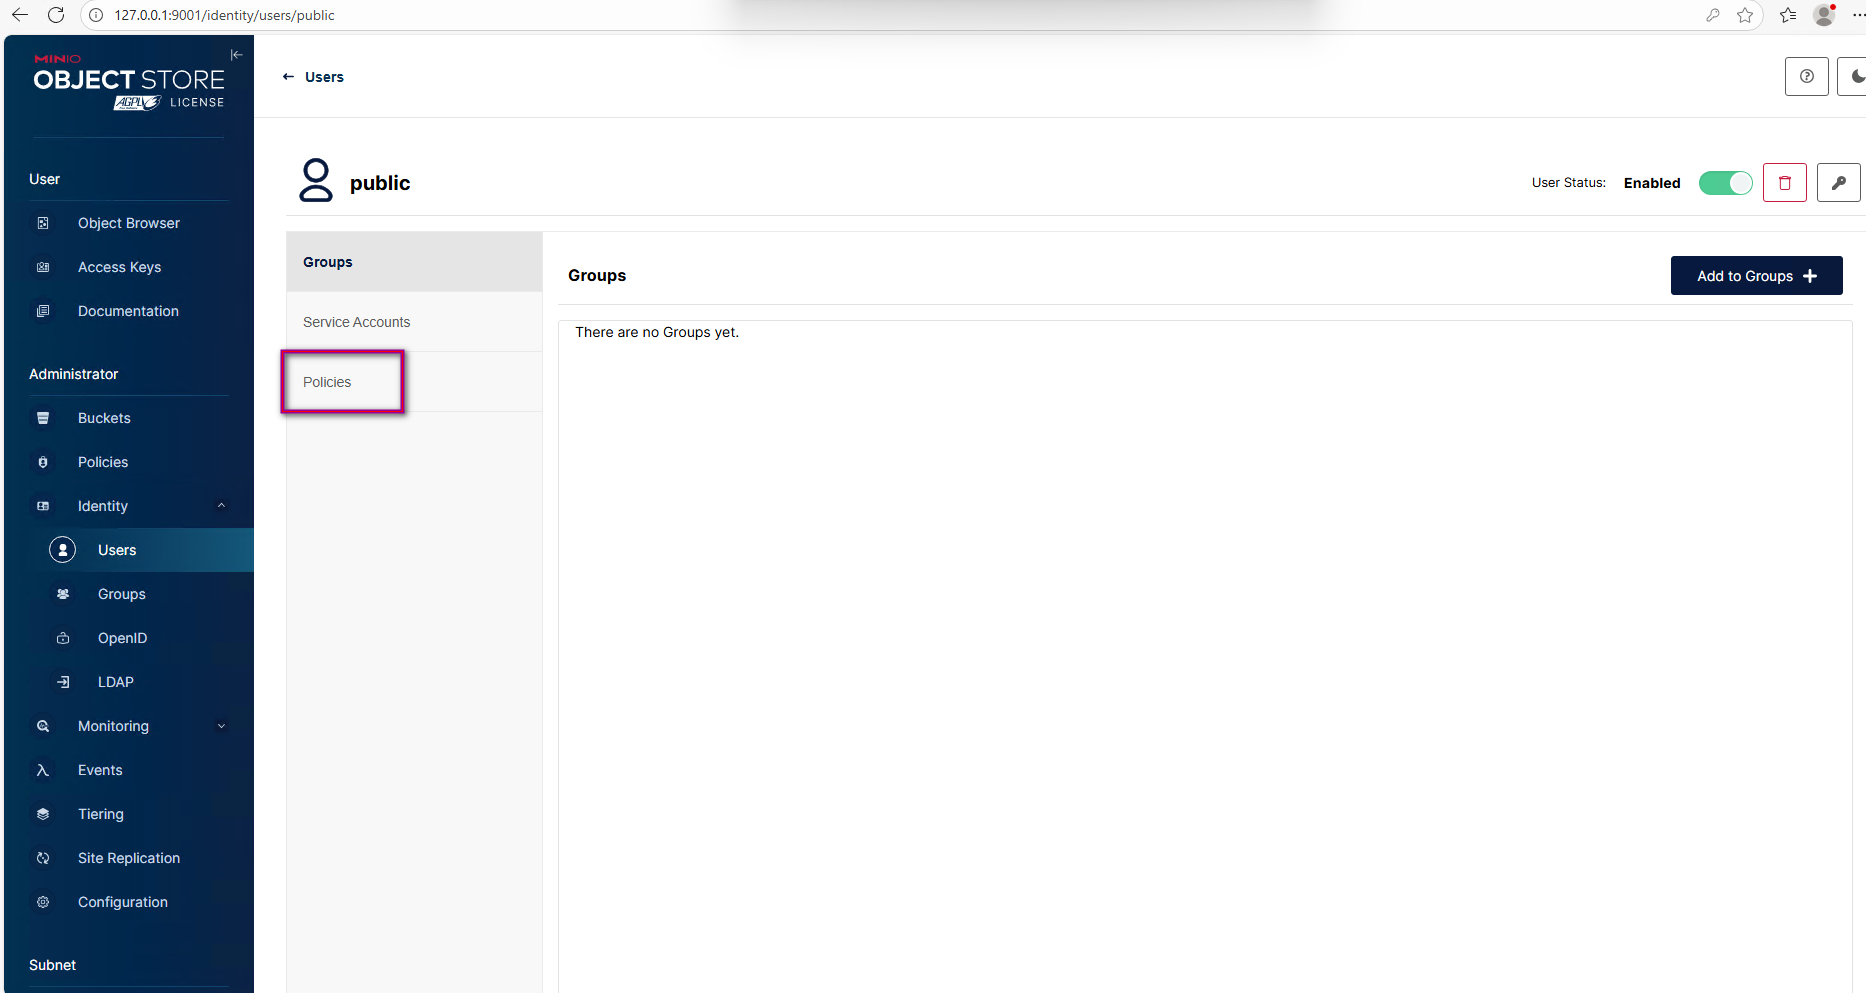 127.0.0.1:9001/identity/users/public
MINIO
OBJECT STORE
AGPLv3 LICENSE
User
Object Browser
Access Keys
Documentation
Administrator
Buckets
Policies
Identity
Users
Groups
OpenID
LDAP
Monitoring
Events
Tiering
Site Replication
Configuration
Subnet
Users
public
User Status: Enabled
Groups
Service Accounts
Policies
Groups
Add to Groups
There are no Groups yet.